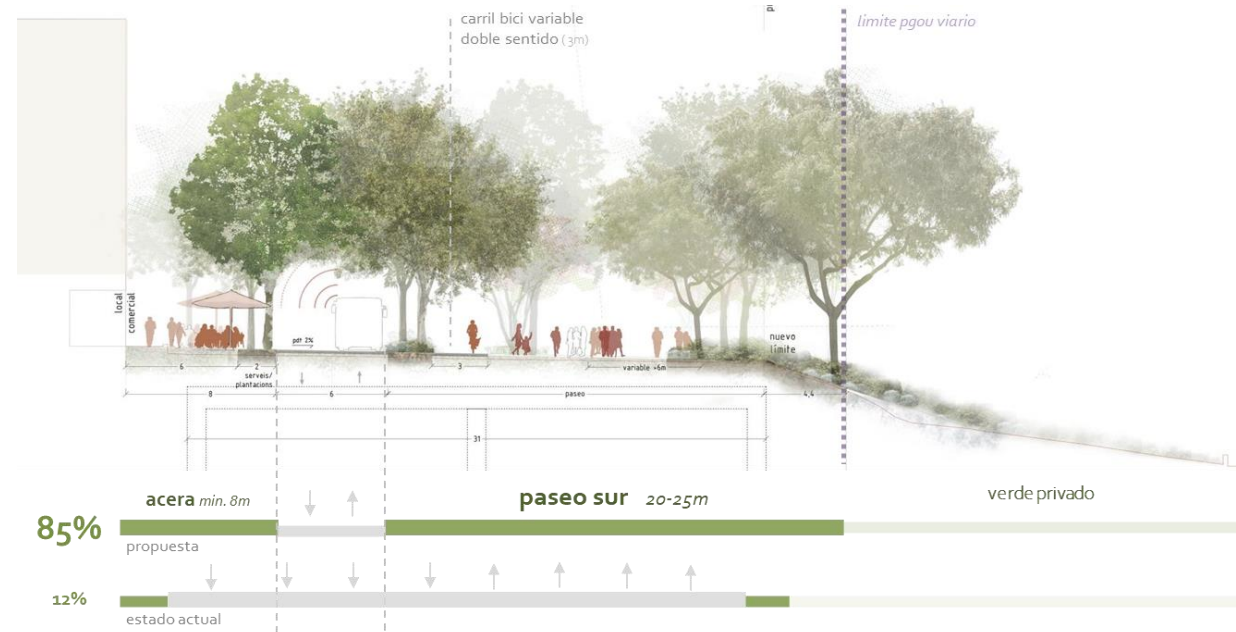 carril bici variable
doble sentido (3m)
límite pgou viario
local
comercial
pdt 2%
nuevo
límite
6
2
3
variable >6m
serveis/
plantacions
8
6
paseo
4,4
31
acera min. 8m
paseo sur 20-25m
verde privado
85%
propuesta
12%
estado actual